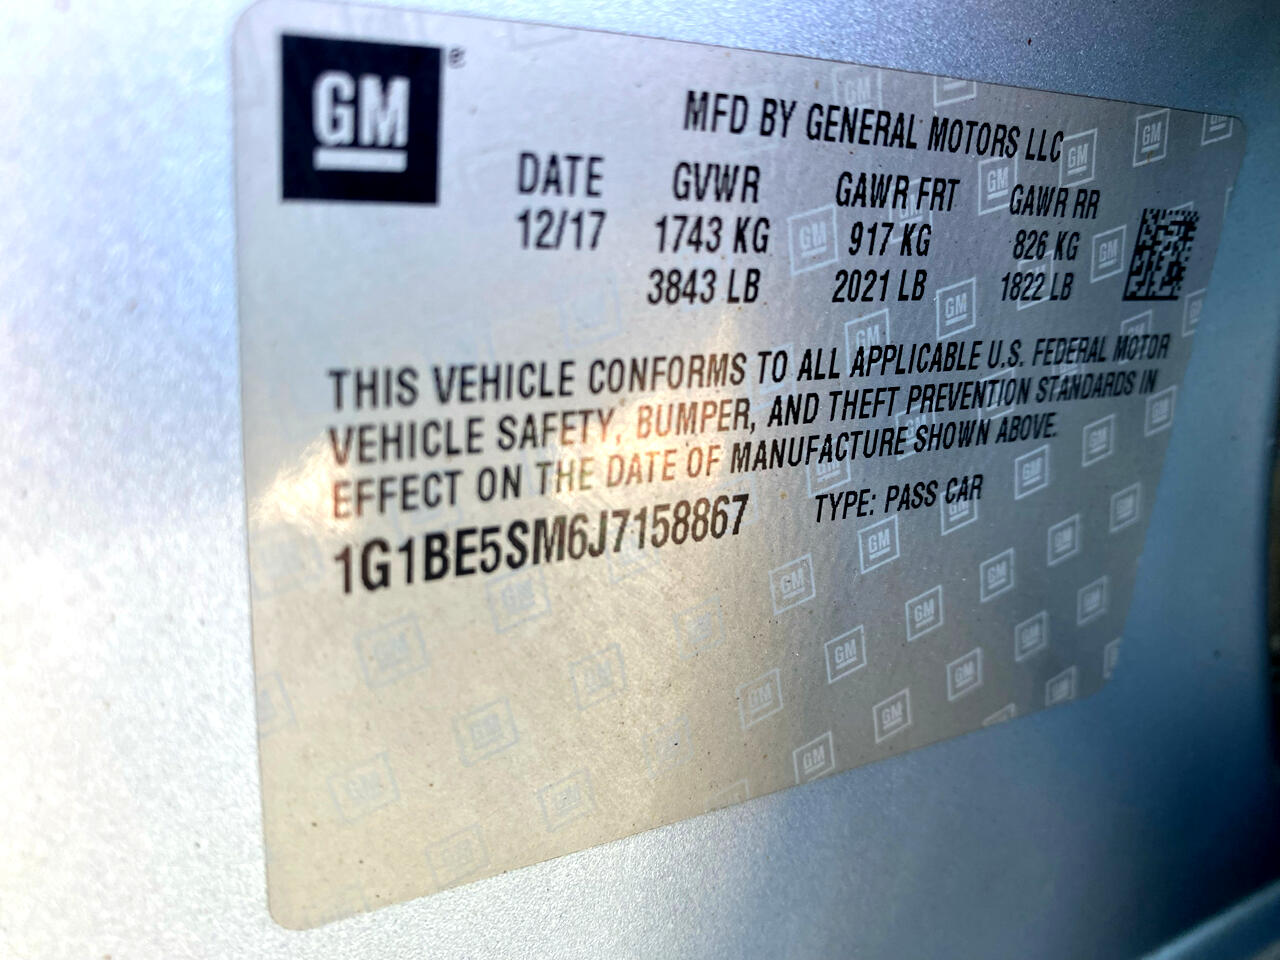 GM
MFD BY GENERAL MOTORS LLC
DATE GVWR GAWR FRT GAWR RR
12/17 1743 KG 917 KG 826 KG
3843 LB 2021 LB 1822 LB
THIS VEHICLE CONFORMS TO ALL APPLICABLE U.S. FEDERAL MOTOR
VEHICLE SAFETY, BUMPER, AND THEFT PREVENTION STANDARDS IN
EFFECT ON THE DATE OF MANUFACTURE SHOWN ABOVE.
1G1BE5SM6J7158867 TYPE: PASS CAR